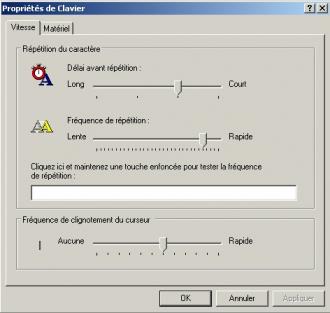 Propriétés de Clavier
Vitesse Matériel
Répétition du caractère
Délai avant répétition :
Long Court
Fréquence de répétition :
Lente Rapide
Cliquez ici et maintenez une touche enfoncée pour tester la fréquence
de répétition :
Fréquence de clignotement du curseur
Aucune Rapide
OK Annuler Appliquer